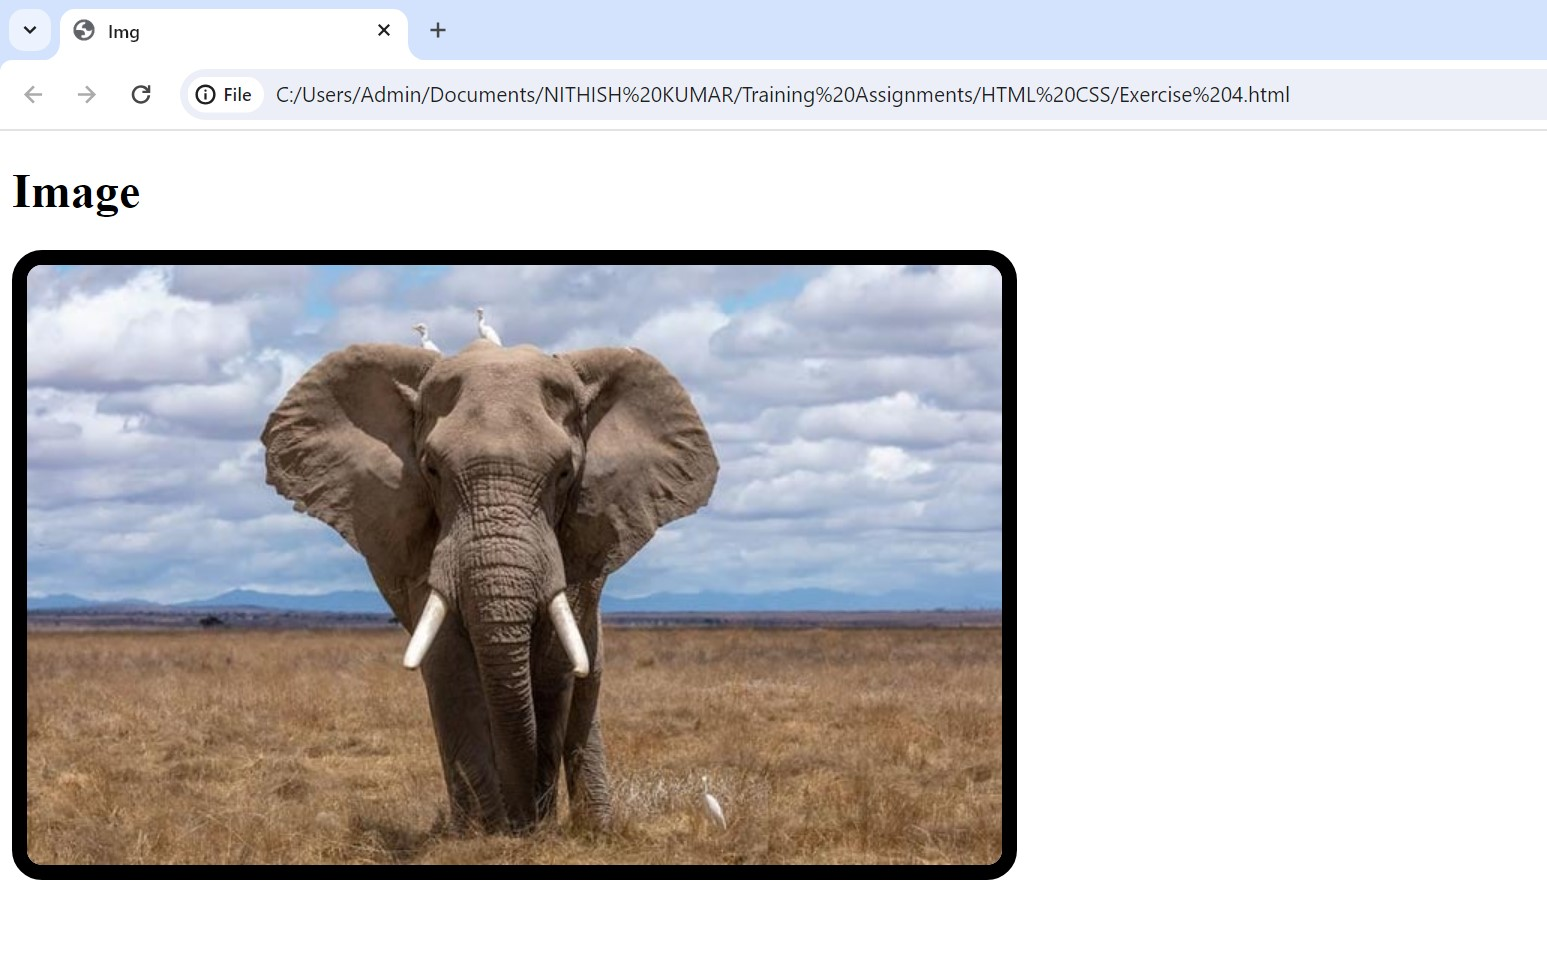 Img
File C:/Users/Admin/Documents/NITHISH%20KUMAR/Training%20Assignments/HTML%20CSS/Exercise%204.html
Image